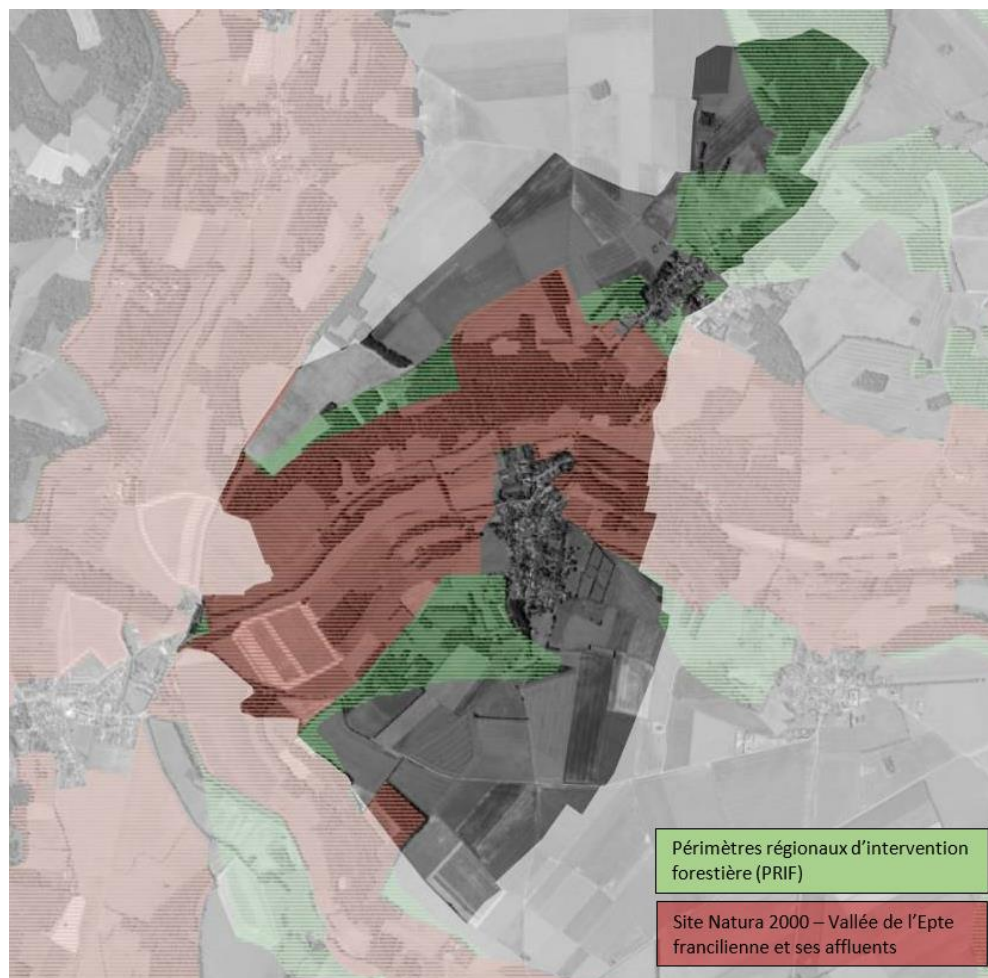 Périmètres régionaux d’intervention
forestière (PRIF)
Site Natura 2000 – Vallée de l’Epte
francilienne et ses affluents